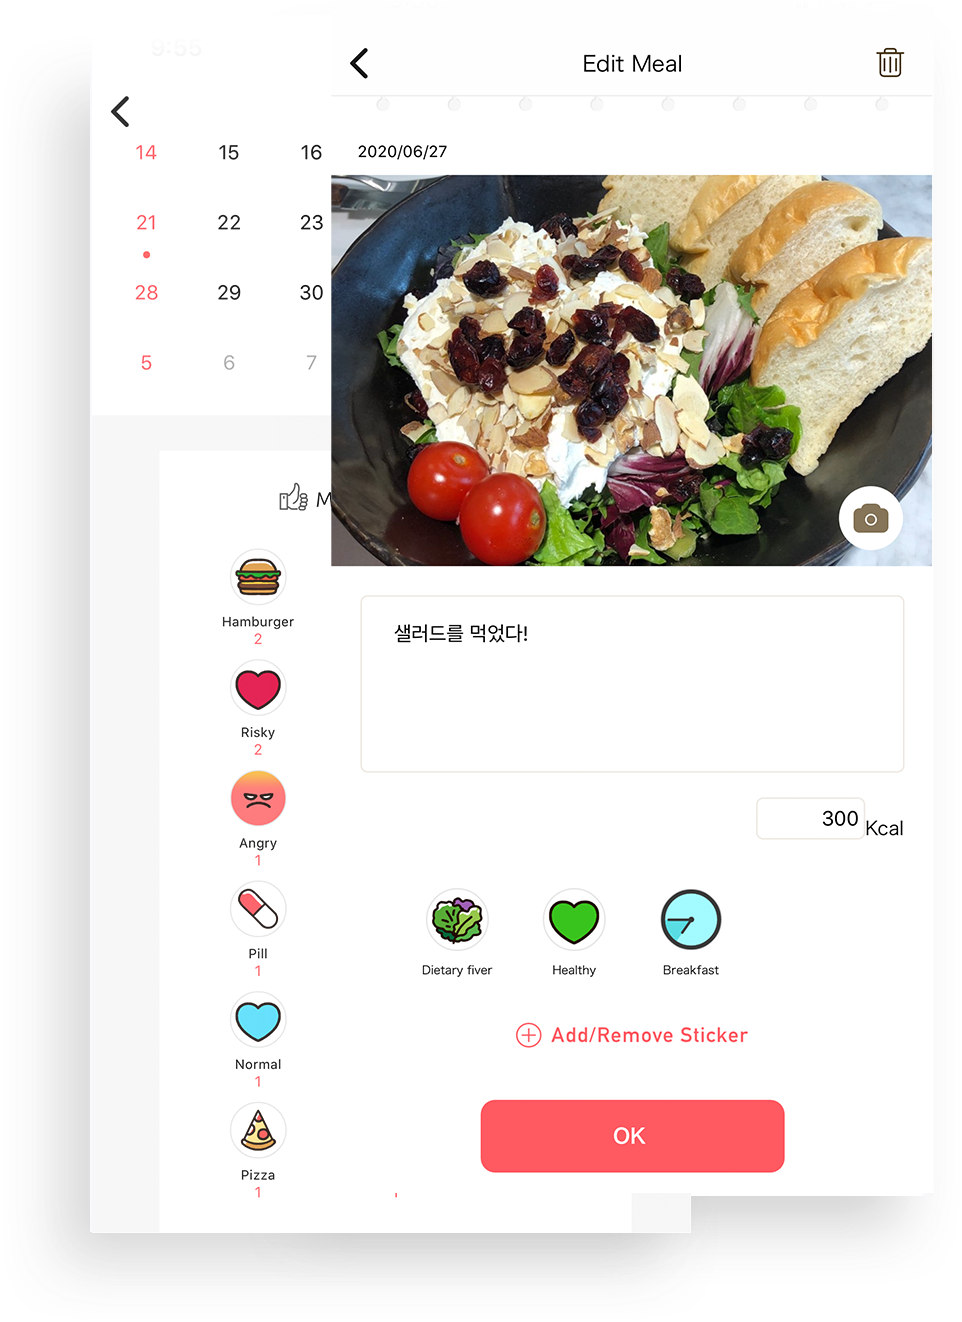 9:55
14 15 16
21 22 23
28 29 30
5 6 7
M
Hamburger
2
Risky
2
Angry
1
Pill
1
Normal
1
Pizza
1
Edit Meal
2020/06/27
샐러드를 먹었다!
300 Kcal
Dietary fiver
Healthy
Breakfast
Add/Remove Sticker
OK